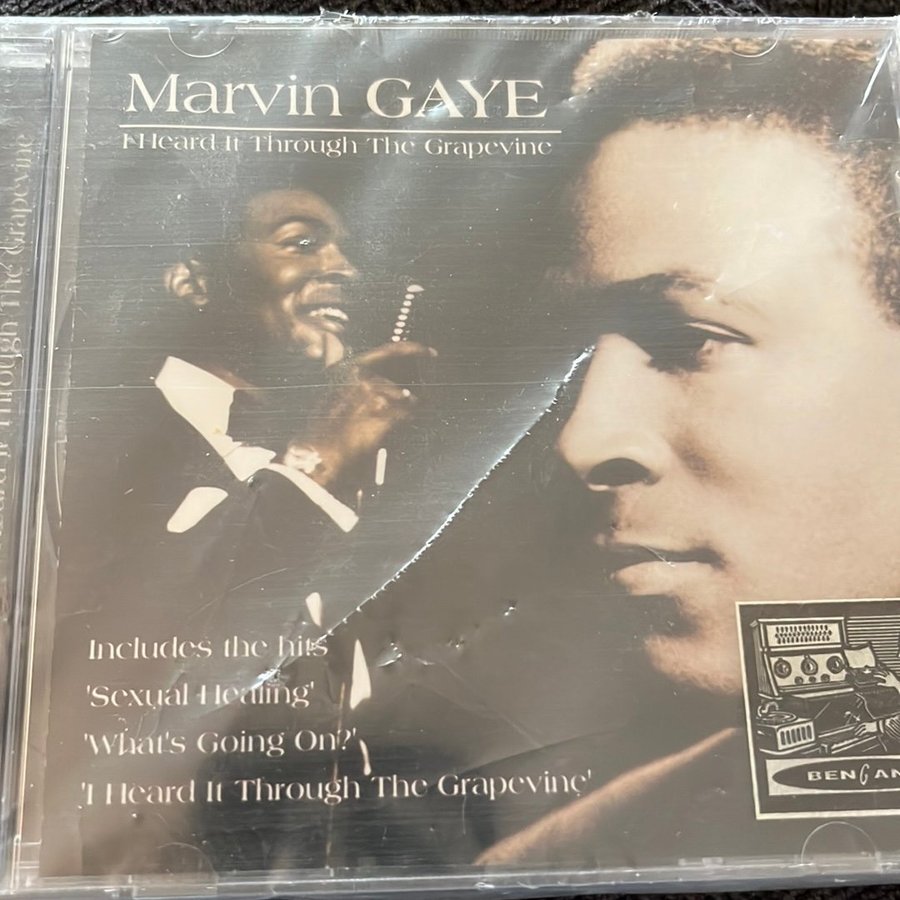 Marvin GAYE
I Heard It Through The Grapevine
Includes the hits
'Sexual Healing'
'What's Going On?'
'I Heard It Through The Grapevine'
Heard It Through The Grapevine